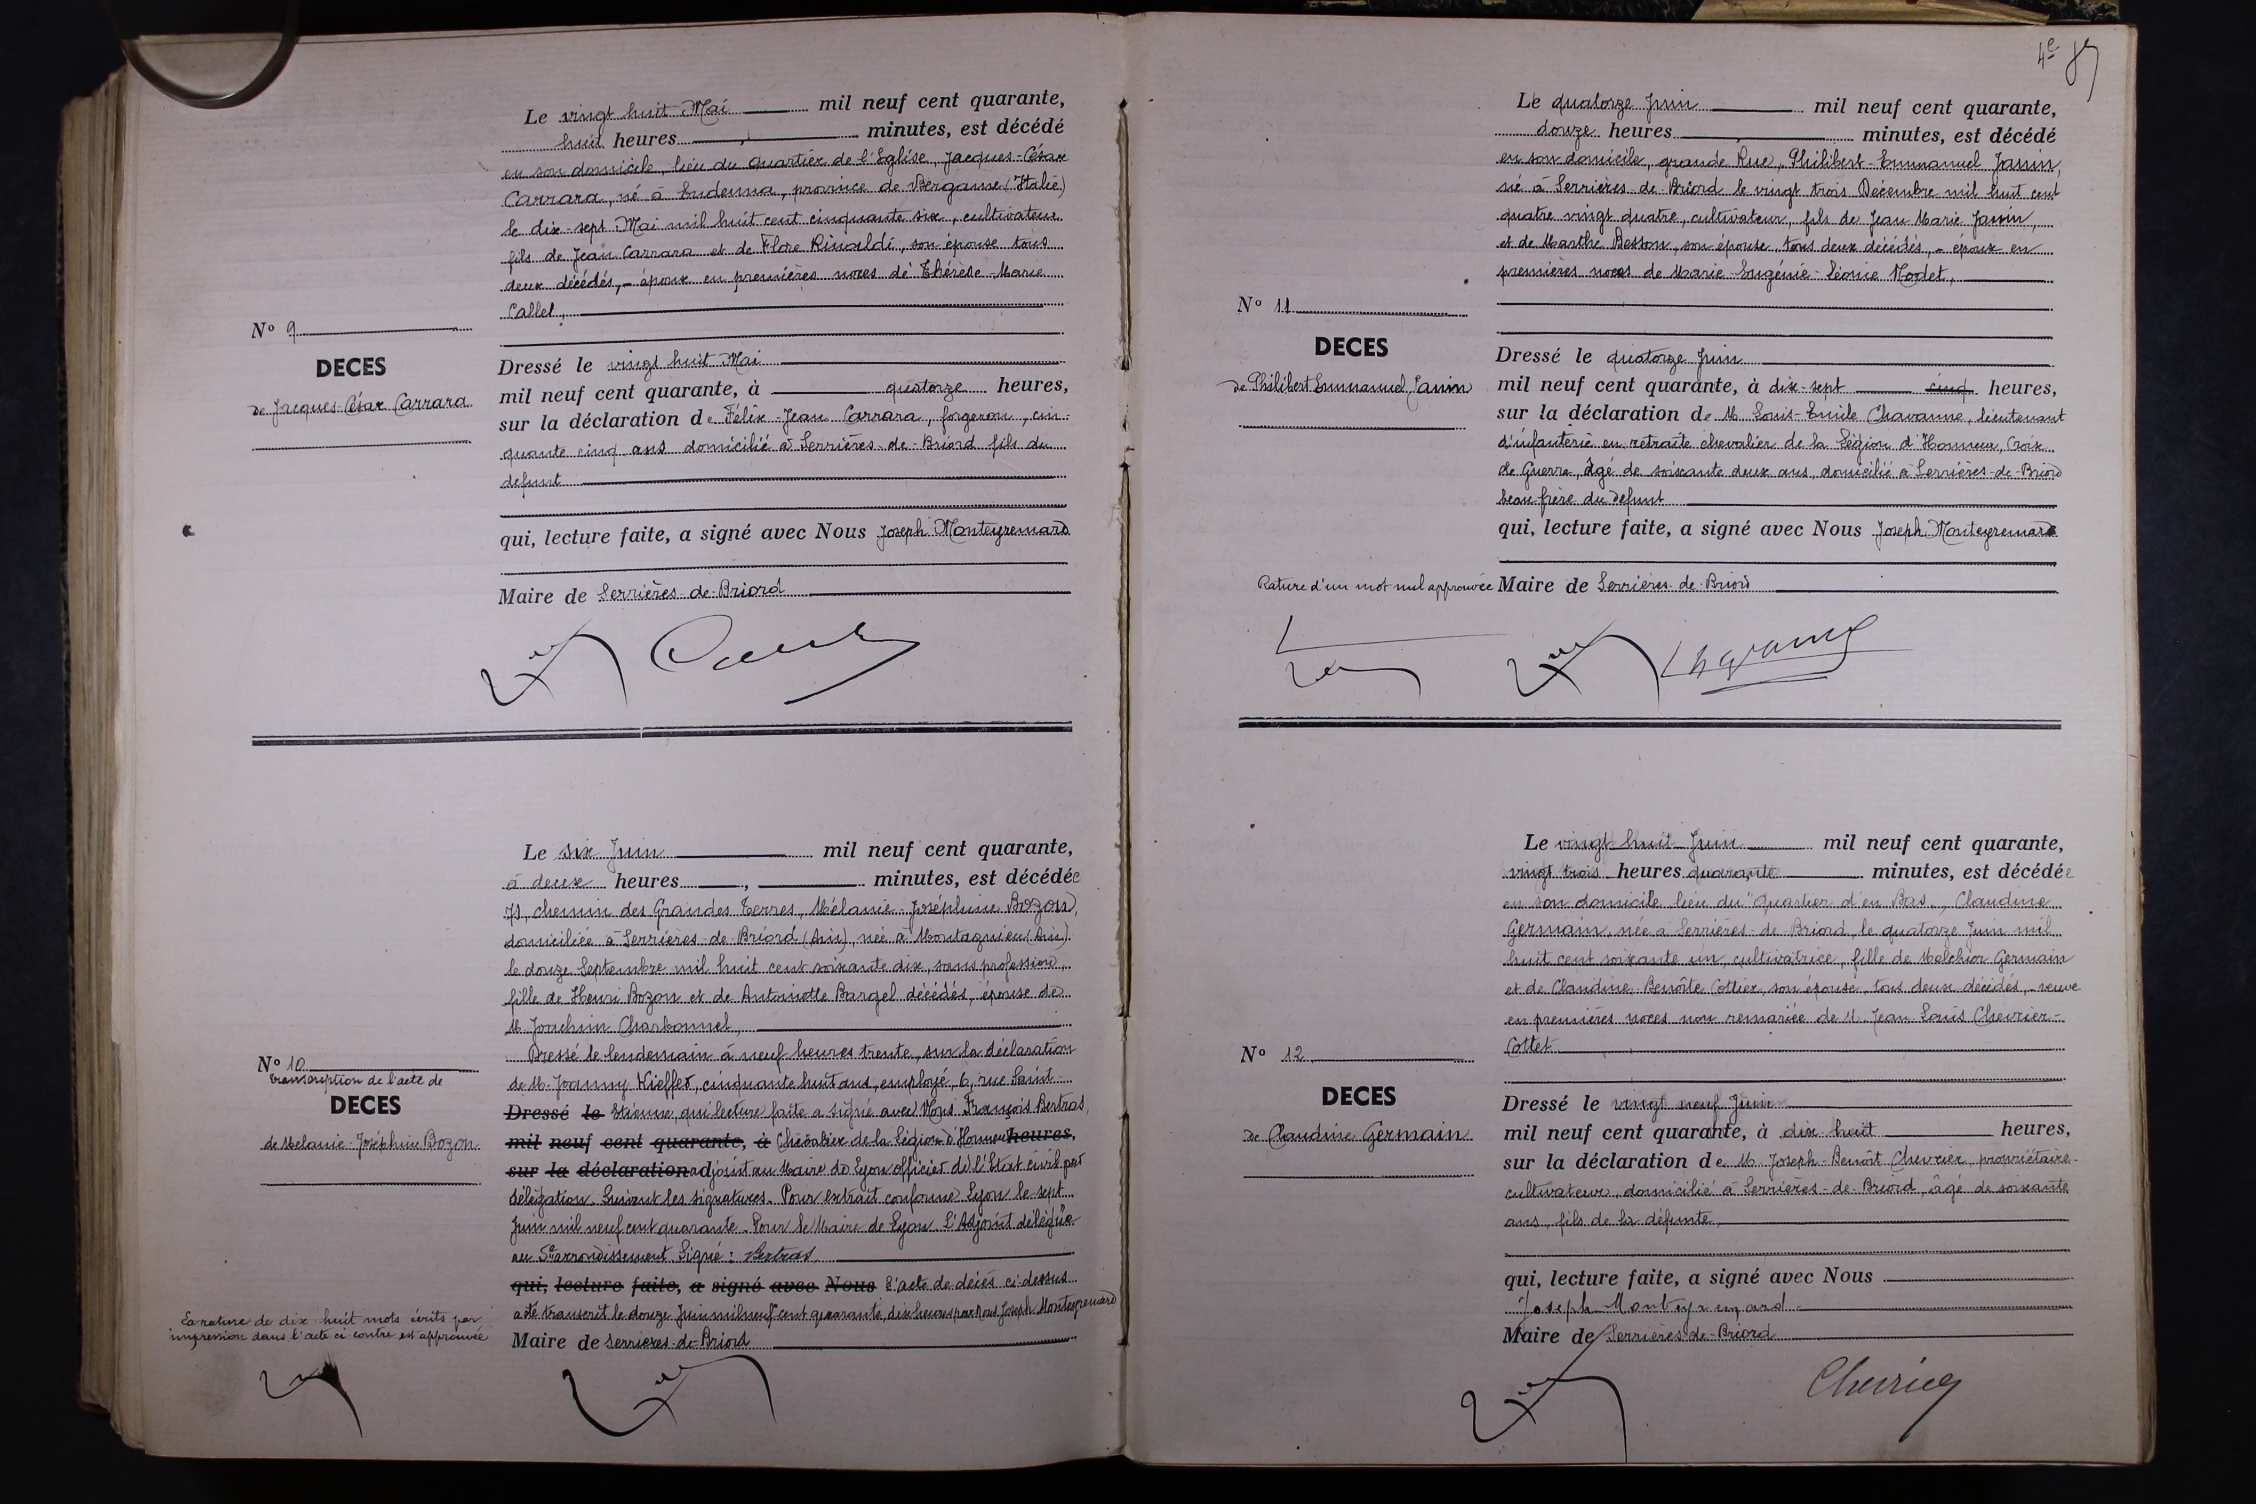 Le vingt huit Mai mil neuf cent quarante,
huit heures minutes, est décédé
en son domicile, lieu du quartier de l'Eglise, Jacques-César
Carrara, né à Endenna, province de Bergame (Italie)
le dix-sept Mai mil huit cent cinquante six, cultivateur
fils de Jean Carrara et de Flore Rinaldi, son épouse tous
deux décédés, - époux en premières noces de Thérèse-Marie
Callet,
N° 9
DECES
de Jacques-César Carrara
Dressé le vingt huit Mai
mil neuf cent quarante, à quatorze heures,
sur la déclaration de Félix-Jean Carrara, forgeron, cin-
quante cinq ans domicilié à Serrières-de-Briord fils du
defunt
qui, lecture faite, a signé avec Nous Joseph Monteyremard
Maire de Serrières-de-Briord
Le six Juin mil neuf cent quarante,
à deux heures , minutes, est décédée
71, chemin des Grandes Terres, Mélanie-Joséphine Bozon,
domiciliée à Serrières-de-Briord (Ain), née à Montagnieu (Ain)
le douze Septembre mil huit cent soixante dix, sans profession,
fille de Henri Bozon et de Antoinette Bargel décédés, épouse de
M. Joachim Charbonnel,
Dressé le lendemain à neuf heures trente, sur la déclaration
N° 10
transcription de l'acte de
DECES
de Mélanie-Joséphine Bozon
de M. Joanny Kieffer, cinquante huit ans, employé, 6, rue Saint-
Dressé le Etienne, qui lecture faite a signé avec Nous François Bertras,
mil neuf cent quarante, à Chevalier de la Légion d'Honneur heures,
sur la déclaration adjoint au Maire de Lyon officier de l'Etat civil par
délégation. Suivent les signatures. Pour extrait conforme Lyon le sept
Juin mil neuf cent quarante. Pour le Maire de Lyon L'Adjoint délégué
au 5e arrondissement Signé : Bertras
qui, lecture faite, a signé avec Nous L'acte de décès ci-dessus
a été transcrit le douze Juin mil neuf cent quarante, dix heures par Nous Joseph Monteyremard
Maire de Serrieres-de-Briord
La rature de dix huit mots écrits par
impression dans l'acte ci contre est approuvée
4e
Le quatorze Juin mil neuf cent quarante,
douze heures minutes, est décédé
en son domicile, grande Rue, Philibert-Emmanuel Janin,
né à Serrières-de-Briord le vingt trois Décembre mil huit cent
quatre vingt quatre, cultivateur, fils de Jean Marie Janin,
et de Marthe Besson, son épouse, tous deux décédés, - époux en
premières noces de Marie-Eugénie-Léonie Modet,
N° 11
DECES
de Philibert Emmanuel Janin
Dressé le quatorze Juin
mil neuf cent quarante, à dix-sept cinq heures,
sur la déclaration de M Louis-Emile Chavanne, lieutenant
d'infanterie en retraite chevalier de la Légion d'Honneur, Croix
de Guerre, âgé de soixante deux ans, domicilié à Serrières-de-Briord
beau-frère du défunt
qui, lecture faite, a signé avec Nous Joseph Monteyremard
Rature d'un mot nul approuvée Maire de Serrières-de-Briord
Le vingt huit Juin mil neuf cent quarante,
vingt trois heures quarante minutes, est décédée
en son domicile lieu du "Quartier d'en Bas", Claudine
Germain, née à Serrières-de-Briord, le quatorze Juin mil
huit cent soixante un, cultivatrice, fille de Melchior Germain
et de Claudine-Benoîte Cottier, son épouse, tous deux décédés, - veuve
en premières noces non remariée de M. Jean Louis Chevrier-
Cottet
N° 12
DECES
de Claudine Germain
Dressé le vingt neuf Juin
mil neuf cent quarante, à dix huit heures,
sur la déclaration de M. Joseph-Benoît Chevrier, propriétaire-
cultivateur, domicilié à Serrières-de-Briord, âgé de soixante
ans, fils de la défunte,
qui, lecture faite, a signé avec Nous
Joseph Monteyremard
Maire de Serrières-de-Briord
Chevrier